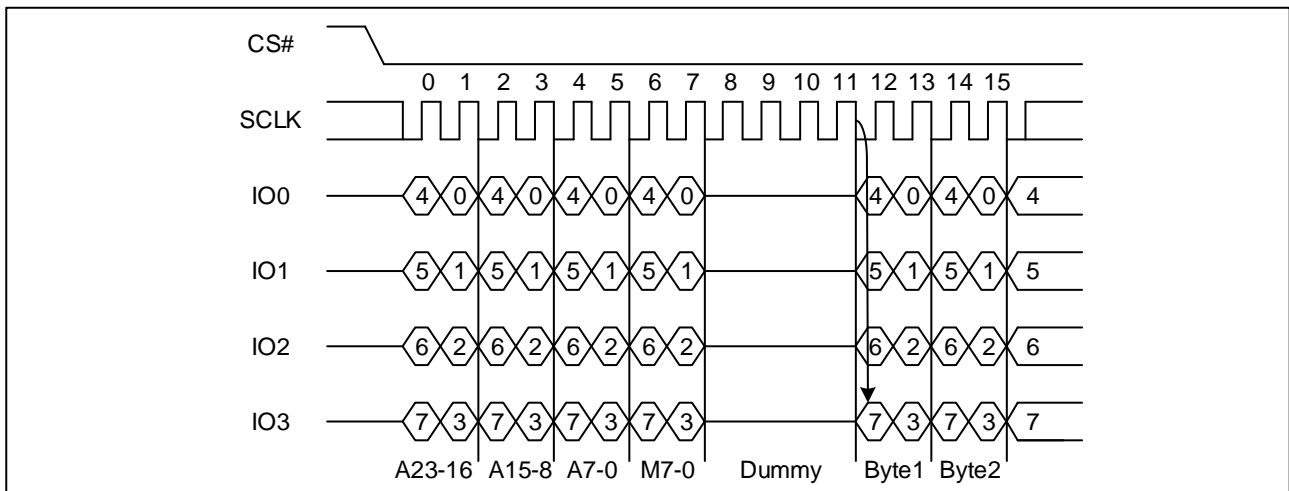 CS#
0 1 2 3 4 5 6 7 8 9 10 11 12 13 14 15
SCLK
IO0 4 0 4 0 4 0 4 0 4 0 4 0 4
IO1 5 1 5 1 5 1 5 1 5 1 5 1 5
IO2 6 2 6 2 6 2 6 2 6 2 6 2 6
IO3 7 3 7 3 7 3 7 3 7 3 7 3 7
A23-16 A15-8 A7-0 M7-0 Dummy Byte1 Byte2